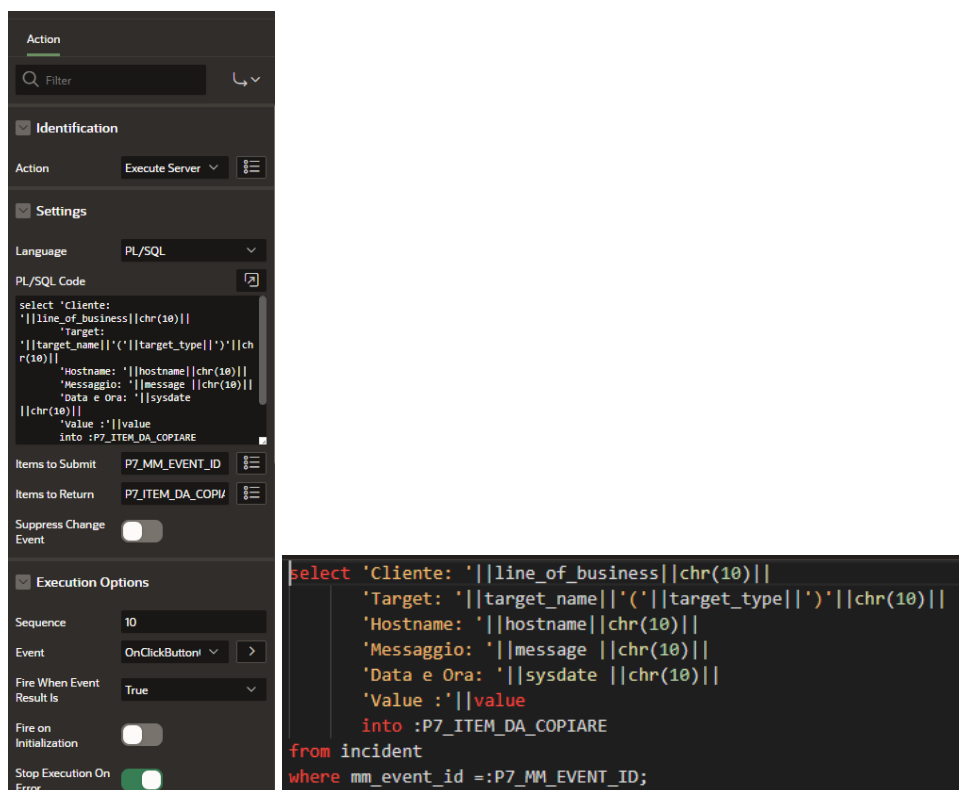 Action
Filter
Identification
Action Execute Server
Settings
Language PL/SQL
PL/SQL Code
select 'Cliente:
'||line_of_business||chr(10)||
'Target:
'||target_name||'('||target_type||')'||ch
r(10)||
'Hostname: '||hostname||chr(10)||
'Messaggio: '||message ||chr(10)||
'Data e Ora: '||sysdate
||chr(10)||
'Value :'||value
into :P7_ITEM_DA_COPIARE
Items to Submit P7_MM_EVENT_ID
Items to Return P7_ITEM_DA_COPIA
Suppress Change
Event
Execution Options
Sequence 10
Event OnClickButton
Fire When Event
Result Is True
Fire on
Initialization
Stop Execution On
Error
select 'Cliente: '||line_of_business||chr(10)||
'Target: '||target_name||'('||target_type||')'||chr(10)||
'Hostname: '||hostname||chr(10)||
'Messaggio: '||message ||chr(10)||
'Data e Ora: '||sysdate ||chr(10)||
'Value :'||value
into :P7_ITEM_DA_COPIARE
from incident
where mm_event_id =:P7_MM_EVENT_ID;